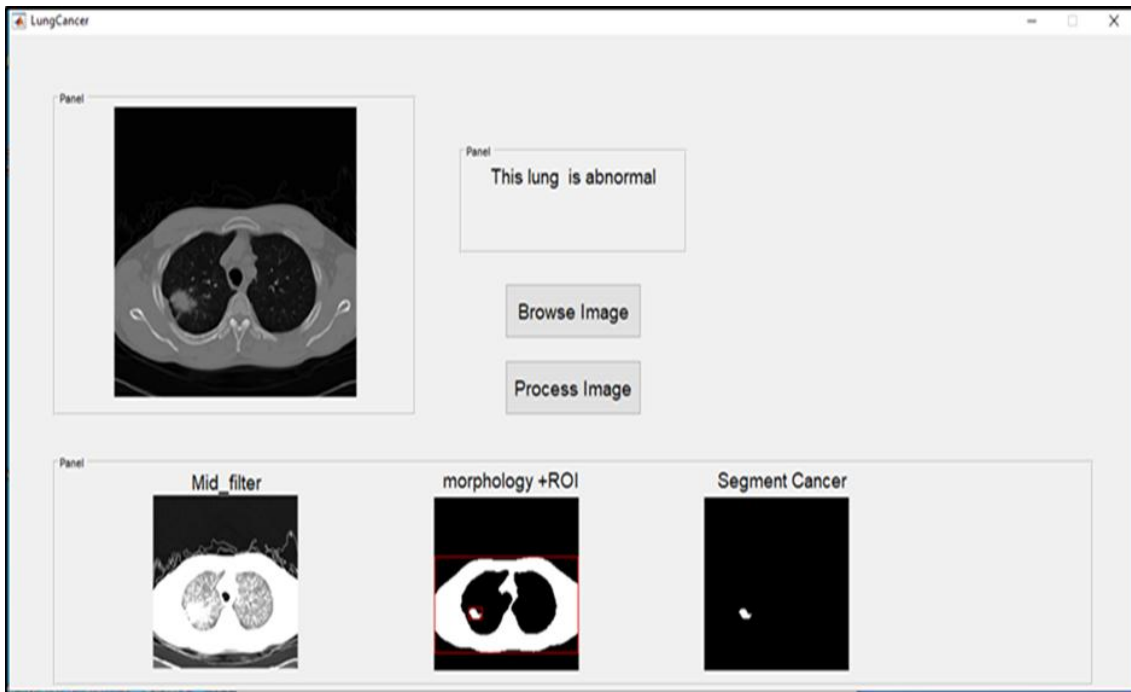 LungCancer
Panel
Panel
This lung is abnormal
Browse Image
Process Image
Panel
Mid_filter
morphology +ROI
Segment Cancer